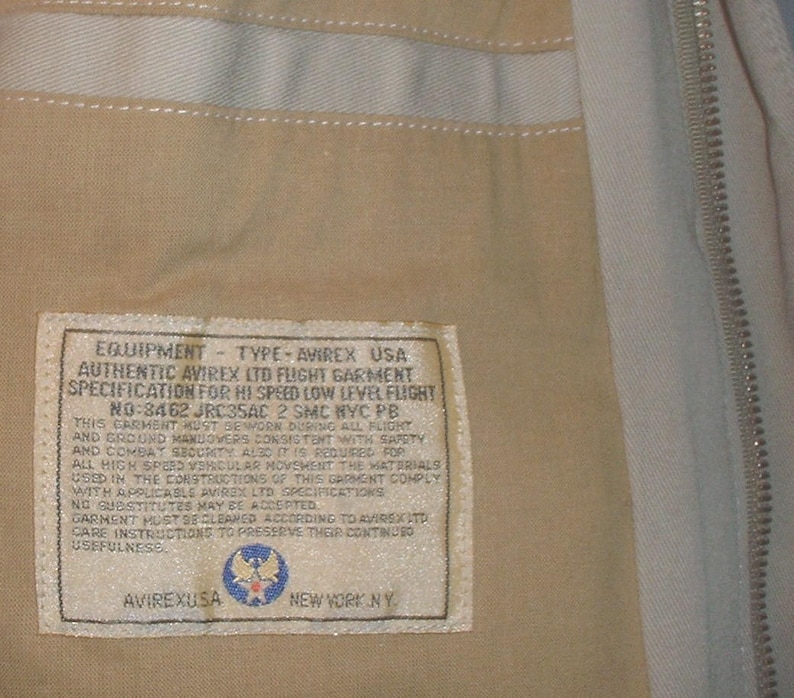 EQUIPMENT - TYPE - AVIREX USA
AUTHENTIC AVIREX LTD FLIGHT GARMENT
SPECIFICATION FOR HI SPEED LOW LEVEL FLIGHT
NO: 8462 JRC35AC 2 SMC NYC PB
THIS GARMENT MUST BE WORN DURING ALL FLIGHT
AND GROUND MANUOVERS CONSISTENT WITH SAFETY
AND COMBAT SECURITY. ALSO IT IS REQUIRED FOR
ALL HIGH SPEED VEHICULAR MOVEMENT THE MATERIALS
USED IN THE CONSTRUCTIONS OF THIS GARMENT COMPLY
WITH APPLICABLE AVIREX LTD SPECIFICATIONS
NO SUBSTITUTES MAY BE ACCEPTED.
GARMENT MUST BE CLEANED ACCORDING TO AVIREX LTD
CARE INSTRUCTIONS TO PRESERVE THEIR CONTINUED
USEFULNESS.
AVIREX U.S.A. NEW YORK. N.Y.